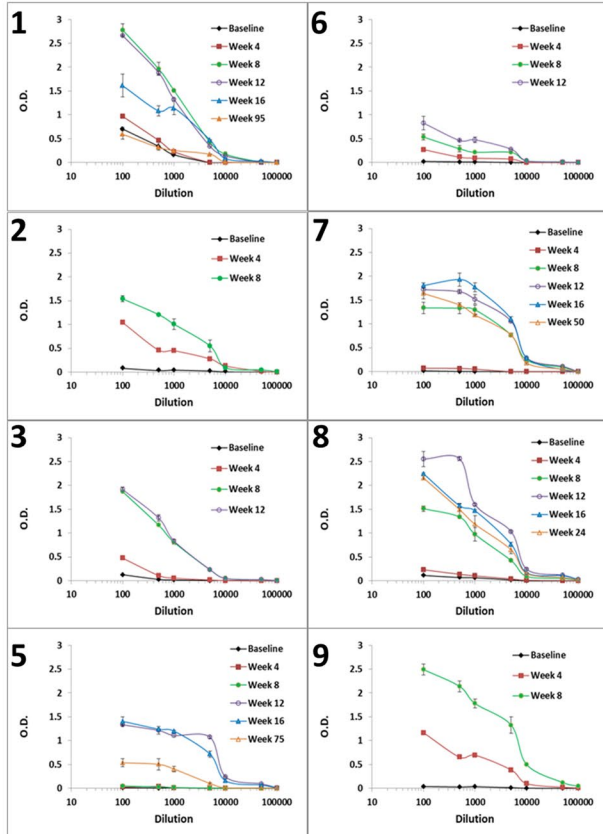 1
3
2.5
2
1.5
1
0.5
0
O.D.
10
100
1000
10000
100000
Dilution
Baseline
Week 4
Week 8
Week 12
Week 16
Week 95
6
3
2.5
2
1.5
1
0.5
0
O.D.
10
100
1000
10000
100000
Dilution
Baseline
Week 4
Week 8
Week 12
2
3
2.5
2
1.5
1
0.5
0
O.D.
10
100
1000
10000
100000
Dilution
Baseline
Week 4
Week 8
7
3
2.5
2
1.5
1
0.5
0
O.D.
10
100
1000
10000
100000
Dilution
Baseline
Week 4
Week 8
Week 12
Week 16
Week 50
3
3
2.5
2
1.5
1
0.5
0
O.D.
10
100
1000
10000
100000
Dilution
Baseline
Week 4
Week 8
Week 12
8
3
2.5
2
1.5
1
0.5
0
O.D.
10
100
1000
10000
100000
Dilution
Baseline
Week 4
Week 8
Week 12
Week 16
Week 24
5
3
2.5
2
1.5
1
0.5
0
O.D.
10
100
1000
10000
100000
Dilution
Baseline
Week 4
Week 8
Week 12
Week 16
Week 75
9
3
2.5
2
1.5
1
0.5
0
O.D.
10
100
1000
10000
100000
Dilution
Baseline
Week 4
Week 8